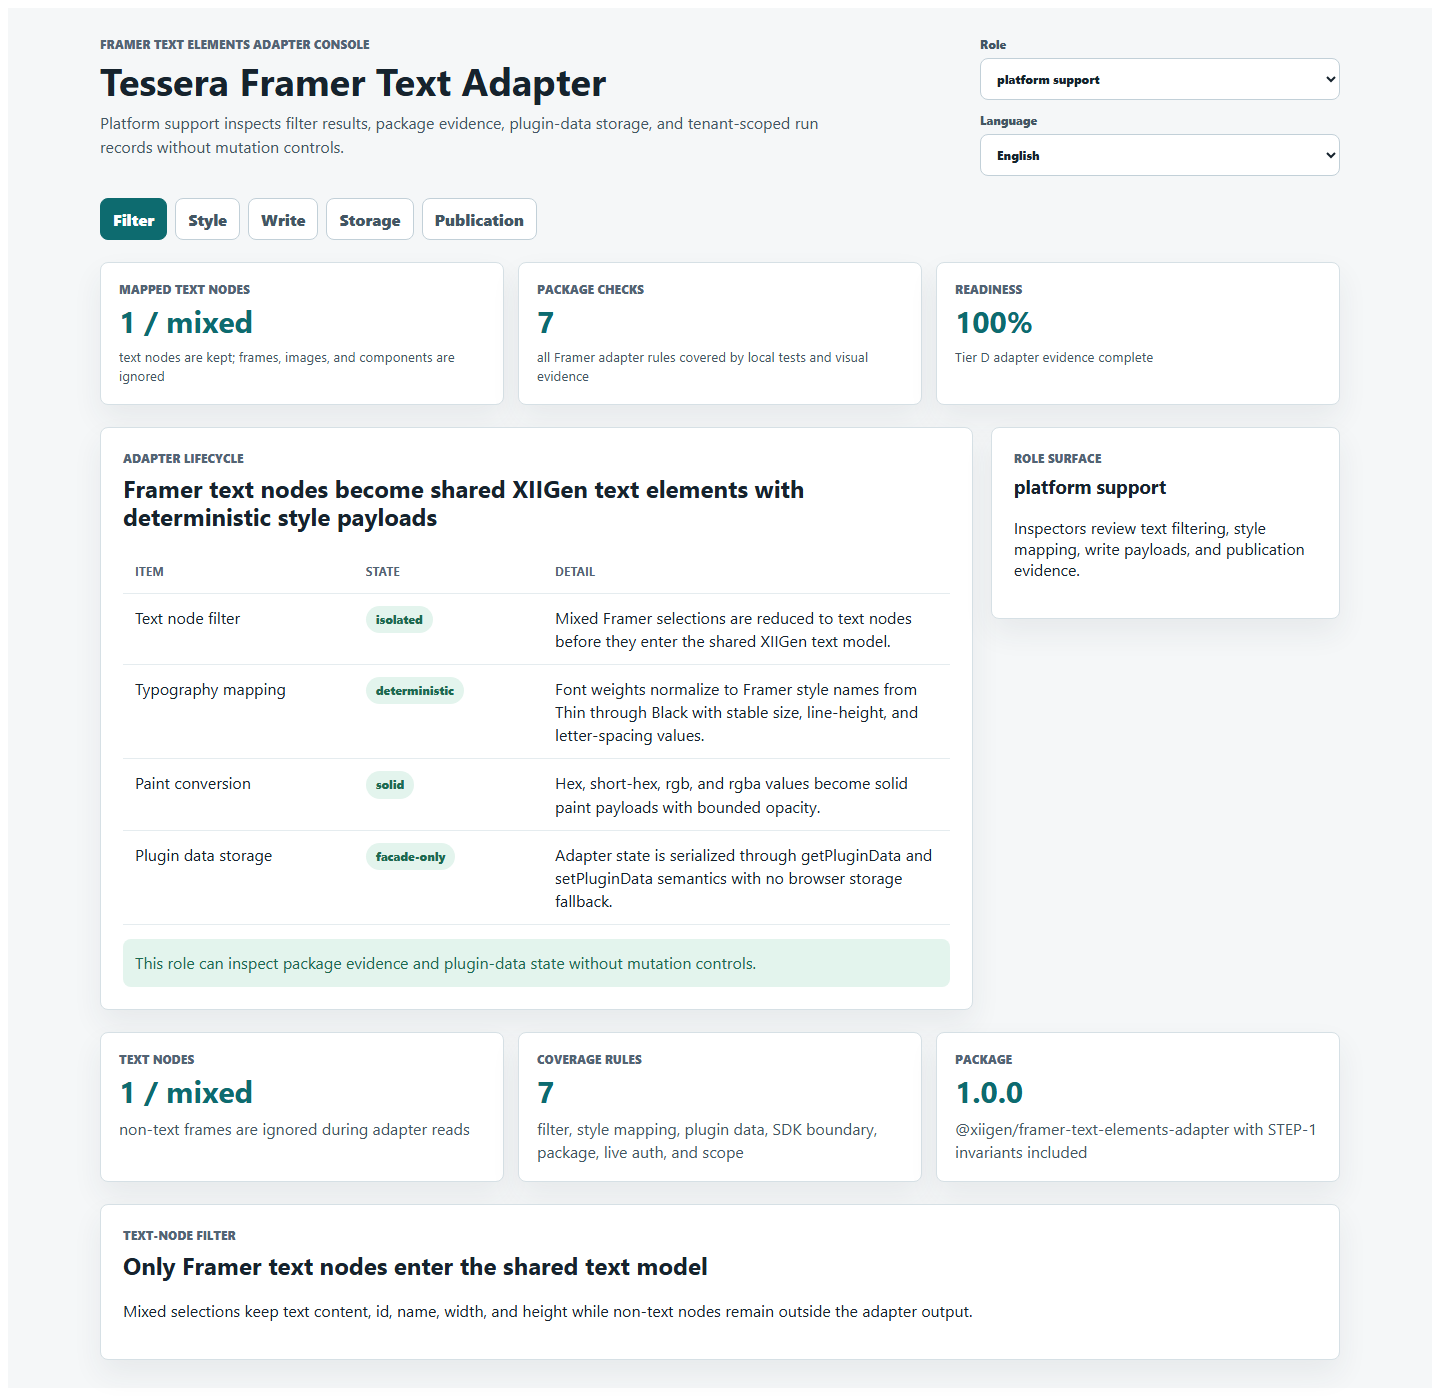 FRAMER TEXT ELEMENTS ADAPTER CONSOLE
Tessera Framer Text Adapter
Platform support inspects filter results, package evidence, plugin-data storage, and tenant-scoped run
records without mutation controls.
Role
platform support
Language
English
Filter
Style
Write
Storage
Publication
MAPPED TEXT NODES
1 / mixed
text nodes are kept; frames, images, and components are
ignored
PACKAGE CHECKS
7
all Framer adapter rules covered by local tests and visual
evidence
READINESS
100%
Tier D adapter evidence complete
ADAPTER LIFECYCLE
Framer text nodes become shared XIIGen text elements with
deterministic style payloads
ITEM STATE DETAIL
Text node filter
isolated
Mixed Framer selections are reduced to text nodes
before they enter the shared XIIGen text model.
Typography mapping
deterministic
Font weights normalize to Framer style names from
Thin through Black with stable size, line-height, and
letter-spacing values.
Paint conversion
solid
Hex, short-hex, rgb, and rgba values become solid
paint payloads with bounded opacity.
Plugin data storage
facade-only
Adapter state is serialized through getPluginData and
setPluginData semantics with no browser storage
fallback.
This role can inspect package evidence and plugin-data state without mutation controls.
ROLE SURFACE
platform support
Inspectors review text filtering, style
mapping, write payloads, and publication
evidence.
TEXT NODES
1 / mixed
non-text frames are ignored during adapter reads
COVERAGE RULES
7
filter, style mapping, plugin data, SDK boundary,
package, live auth, and scope
PACKAGE
1.0.0
@xiigen/framer-text-elements-adapter with STEP-1
invariants included
TEXT-NODE FILTER
Only Framer text nodes enter the shared text model
Mixed selections keep text content, id, name, width, and height while non-text nodes remain outside the adapter output.